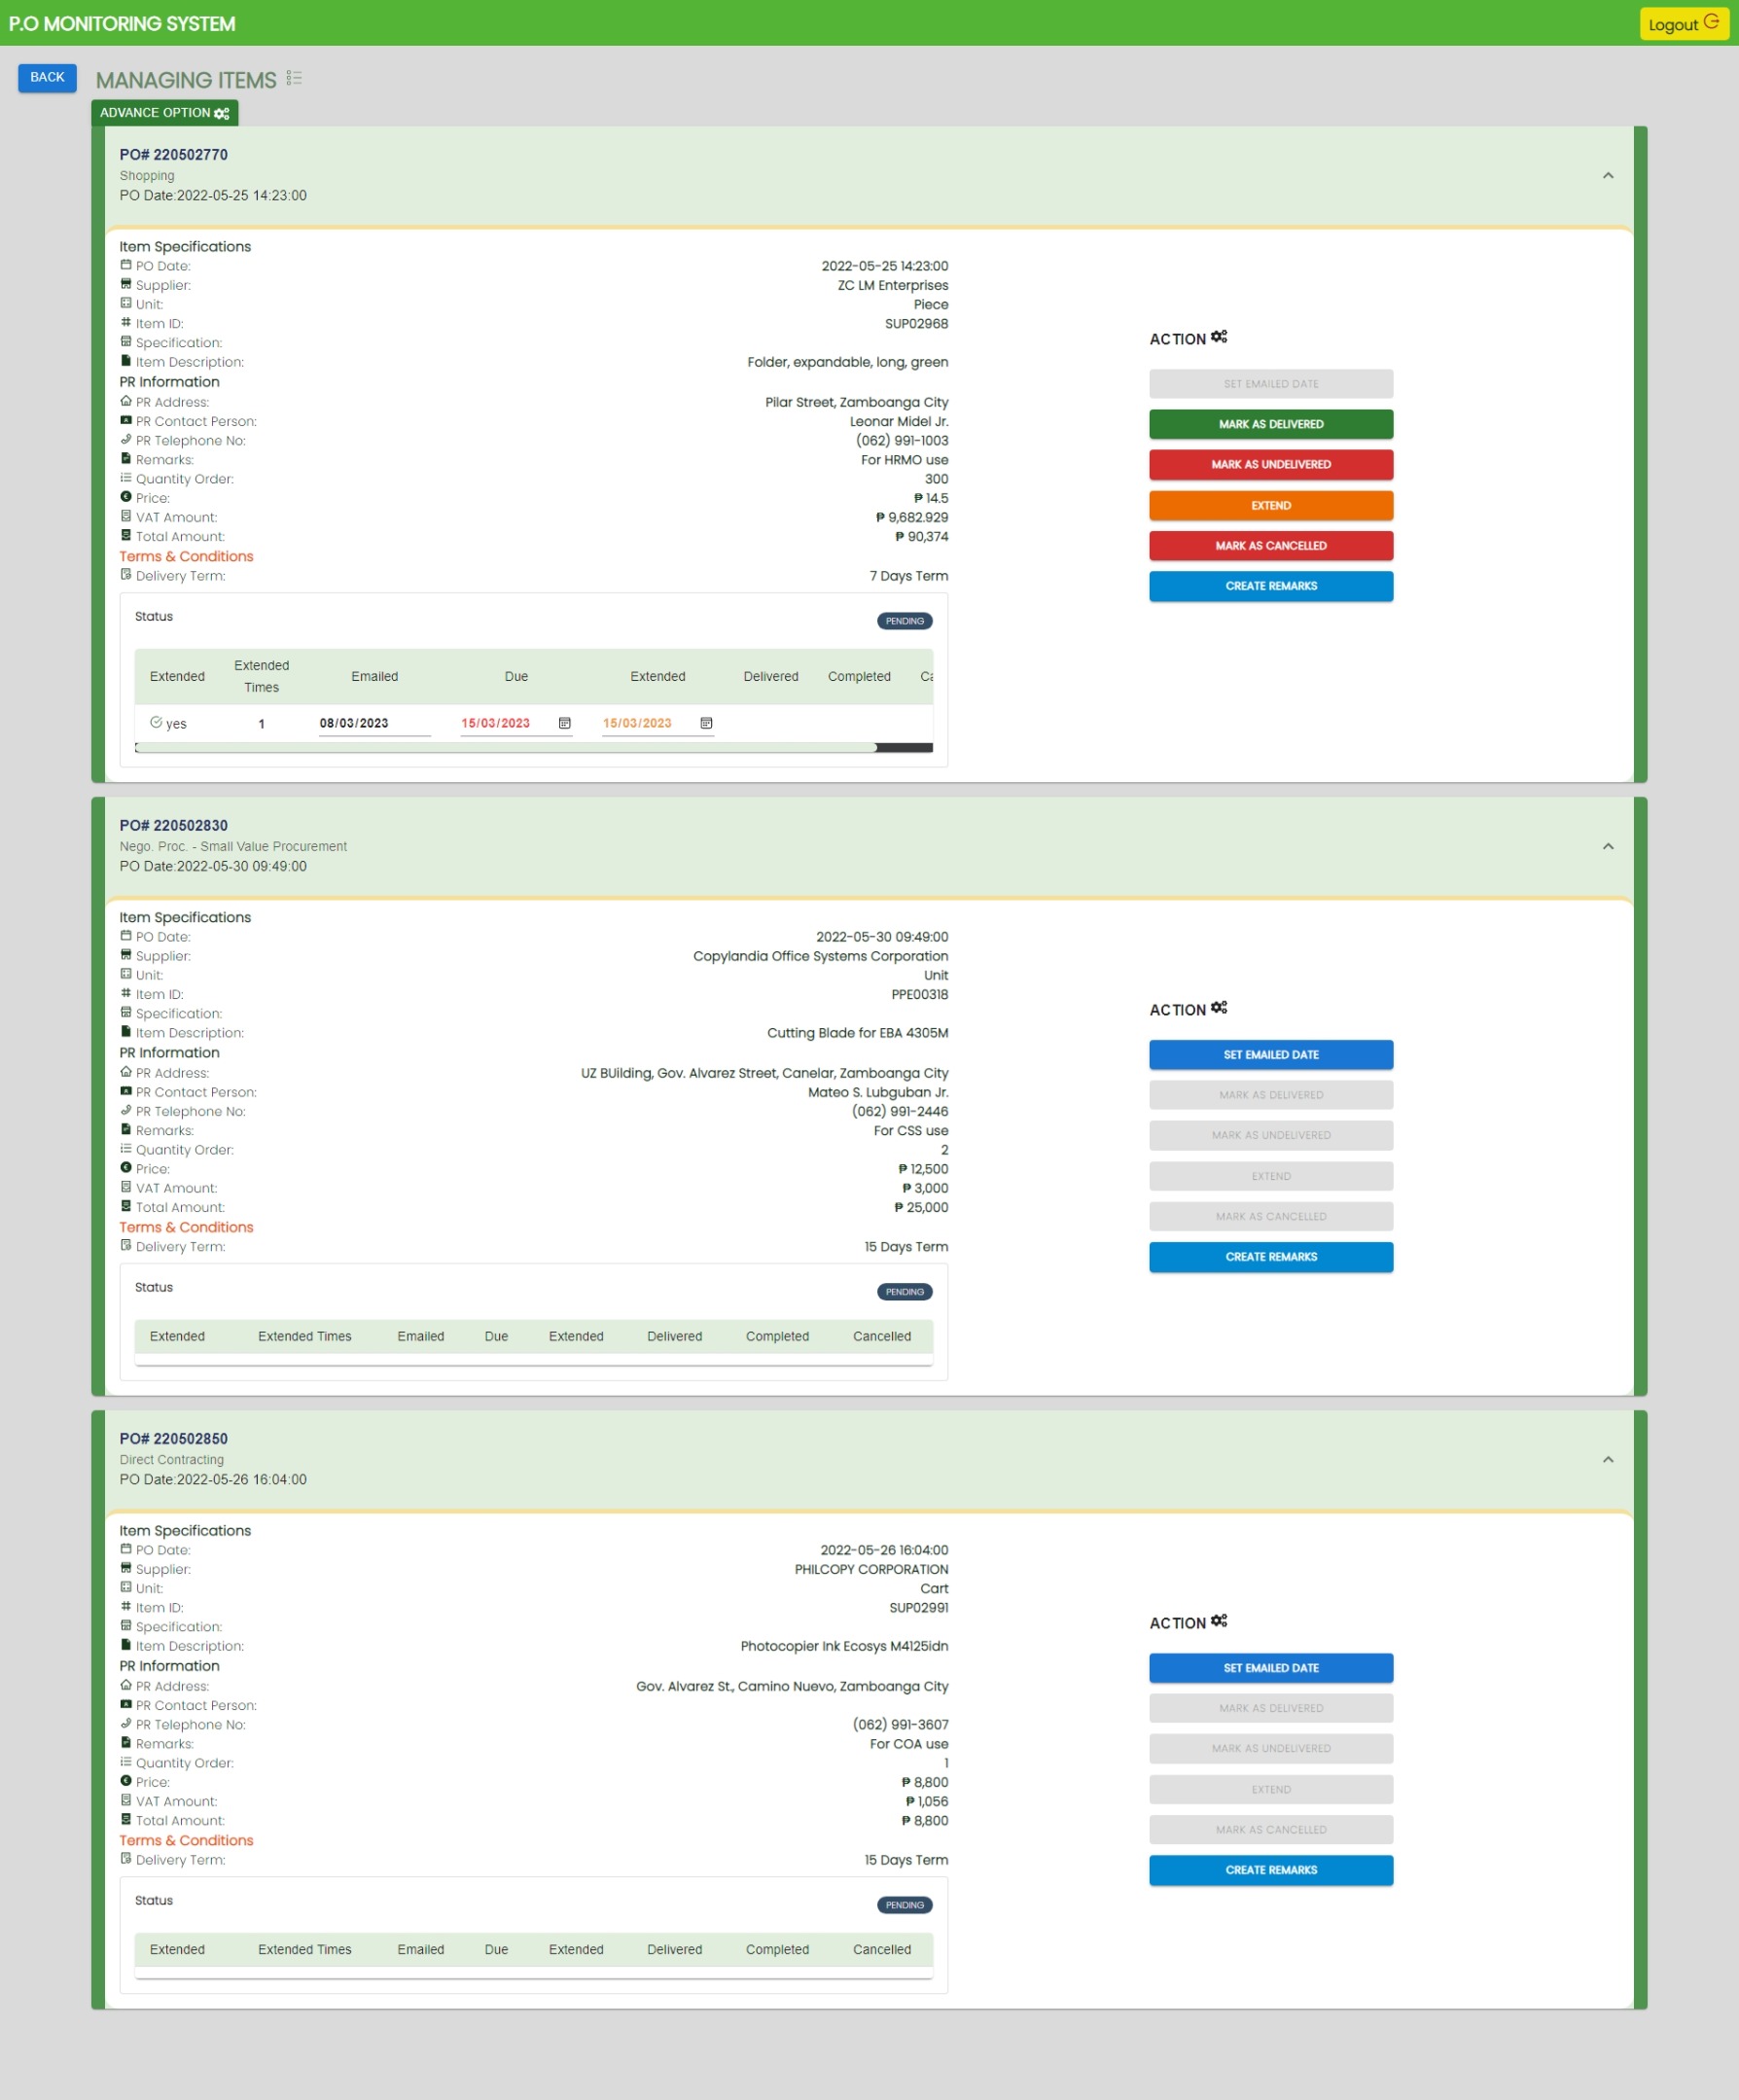 P.O MONITORING SYSTEM
Logout
BACK
MANAGING ITEMS
ADVANCE OPTION
PO# 220502770
Shopping
PO Date:2022-05-25 14:23:00
Item Specifications
PO Date: 2022-05-25 14:23:00
Supplier: ZC LM Enterprises
Unit: Piece
Item ID: SUP02968
Specification:
Item Description: Folder, expandable, long, green
PR Information
PR Address: Pilar Street, Zamboanga City
PR Contact Person: Leonar Midel Jr.
PR Telephone No: (062) 991-1003
Remarks: For HRMO use
Quantity Order: 300
Price: ₱ 14.5
VAT Amount: ₱ 9,682.929
Total Amount: ₱ 90,374
Terms & Conditions
Delivery Term: 7 Days Term
ACTION
SET EMAILED DATE
MARK AS DELIVERED
MARK AS UNDELIVERED
EXTEND
MARK AS CANCELLED
CREATE REMARKS
Status PENDING
Extended Extended Times Emailed Due Extended Delivered Completed Ca
yes 1 08/03/2023 15/03/2023 15/03/2023
PO# 220502830
Nego. Proc. - Small Value Procurement
PO Date:2022-05-30 09:49:00
Item Specifications
PO Date: 2022-05-30 09:49:00
Supplier: Copylandia Office Systems Corporation
Unit: Unit
Item ID: PPE00318
Specification:
Item Description: Cutting Blade for EBA 4305M
PR Information
PR Address: UZ BUilding, Gov. Alvarez Street, Canelar, Zamboanga City
PR Contact Person: Mateo S. Lubguban Jr.
PR Telephone No: (062) 991-2446
Remarks: For CSS use
Quantity Order: 2
Price: ₱ 12,500
VAT Amount: ₱ 3,000
Total Amount: ₱ 25,000
Terms & Conditions
Delivery Term: 15 Days Term
ACTION
SET EMAILED DATE
MARK AS DELIVERED
MARK AS UNDELIVERED
EXTEND
MARK AS CANCELLED
CREATE REMARKS
Status PENDING
Extended Extended Times Emailed Due Extended Delivered Completed Cancelled
PO# 220502850
Direct Contracting
PO Date:2022-05-26 16:04:00
Item Specifications
PO Date: 2022-05-26 16:04:00
Supplier: PHILCOPY CORPORATION
Unit: Cart
Item ID: SUP02991
Specification:
Item Description: Photocopier Ink Ecosys M4125idn
PR Information
PR Address: Gov. Alvarez St., Camino Nuevo, Zamboanga City
PR Contact Person:
PR Telephone No: (062) 991-3607
Remarks: For COA use
Quantity Order: 1
Price: ₱ 8,800
VAT Amount: ₱ 1,056
Total Amount: ₱ 8,800
Terms & Conditions
Delivery Term: 15 Days Term
ACTION
SET EMAILED DATE
MARK AS DELIVERED
MARK AS UNDELIVERED
EXTEND
MARK AS CANCELLED
CREATE REMARKS
Status PENDING
Extended Extended Times Emailed Due Extended Delivered Completed Cancelled